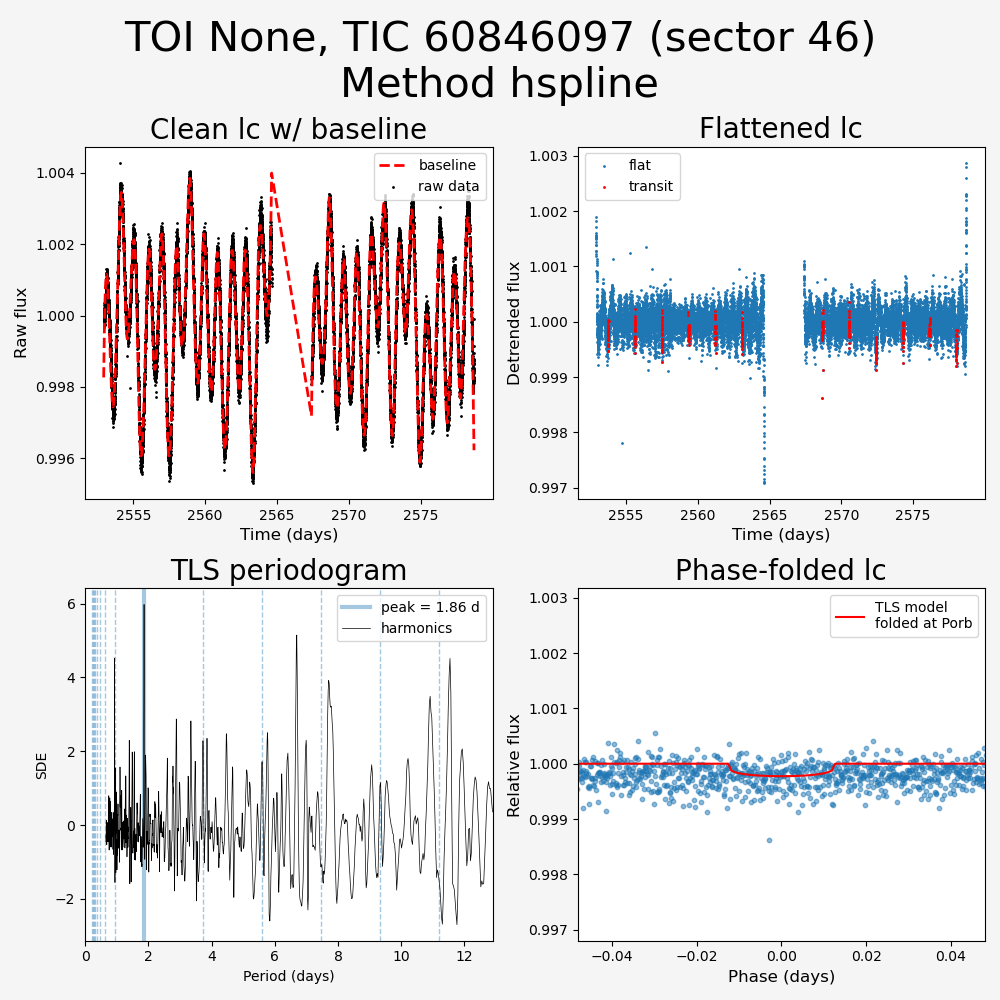 TOI None, TIC 60846097 (sector 46)
Method hspline
Clean lc w/ baseline
Raw flux
1.004
1.002
1.000
0.998
0.996
baseline
raw data
2555
2560
2565
2570
2575
Time (days)
Flattened lc
Detrended flux
1.003
1.002
1.001
1.000
0.999
0.998
0.997
flat
transit
2555
2560
2565
2570
2575
Time (days)
TLS periodogram
SDE
6
4
2
0
−2
peak = 1.86 d
harmonics
0
2
4
6
8
10
12
Period (days)
Phase-folded lc
Relative flux
1.003
1.002
1.001
1.000
0.999
0.998
0.997
TLS model
folded at Porb
−0.04
−0.02
0.00
0.02
0.04
Phase (days)